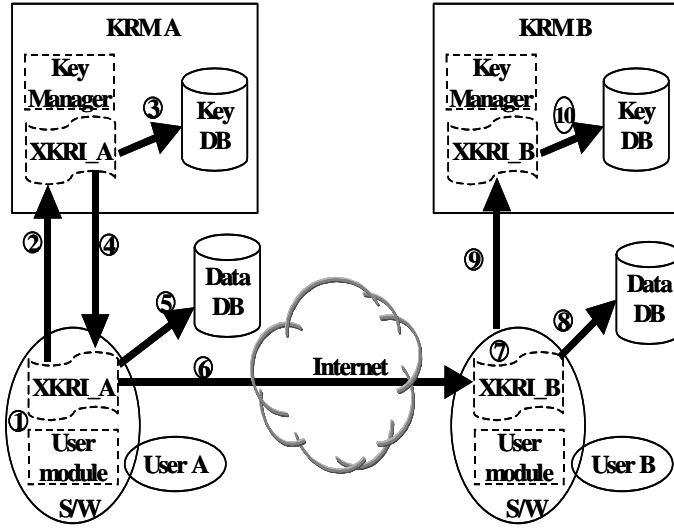 KRM A
KRM B
Key
Manager
③
Key
DB
XKRI_A
Key
Manager
⑩
Key
DB
XKRI_B
②
④
⑨
Data
DB
⑤
Data
DB
⑧
①
XKRI_A
⑥
Internet
⑦
XKRI_B
User
module
User A
S/W
User
module
User B
S/W